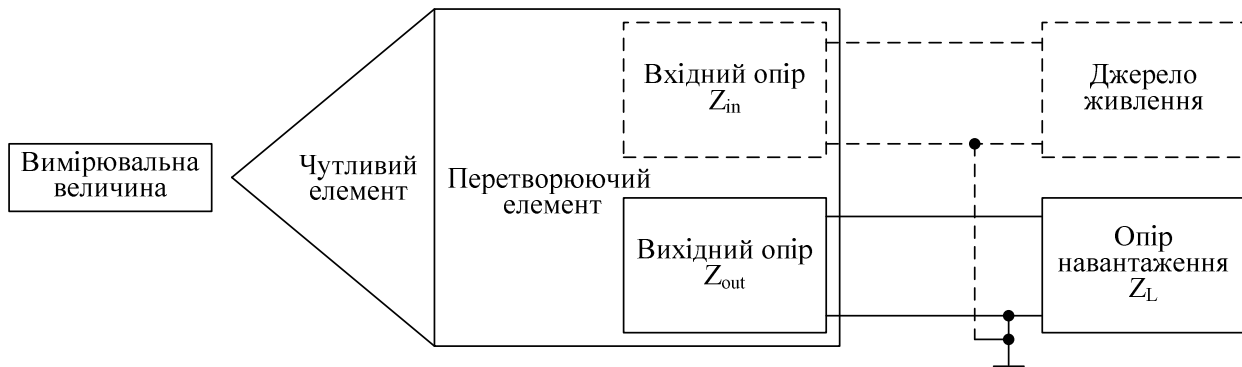 Вимірювальна
величина
Чутливий
елемент
Перетворюючий
елемент
Вхідний опір
Zin
Джерело
живлення
Вихідний опір
Zout
Опір
навантаження
ZL